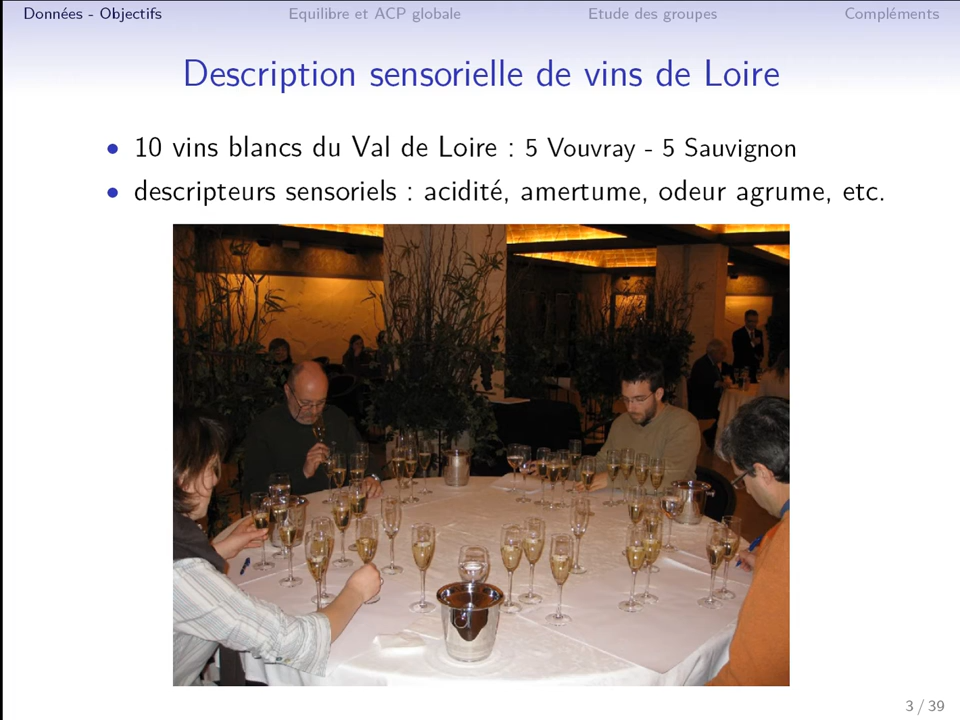 Données - Objectifs Equilibre et ACP globale Etude des groupes Compléments
Description sensorielle de vins de Loire
• 10 vins blancs du Val de Loire : 5 Vouvray - 5 Sauvignon
• descripteurs sensoriels : acidité, amertume, odeur agrume, etc.
3 / 39